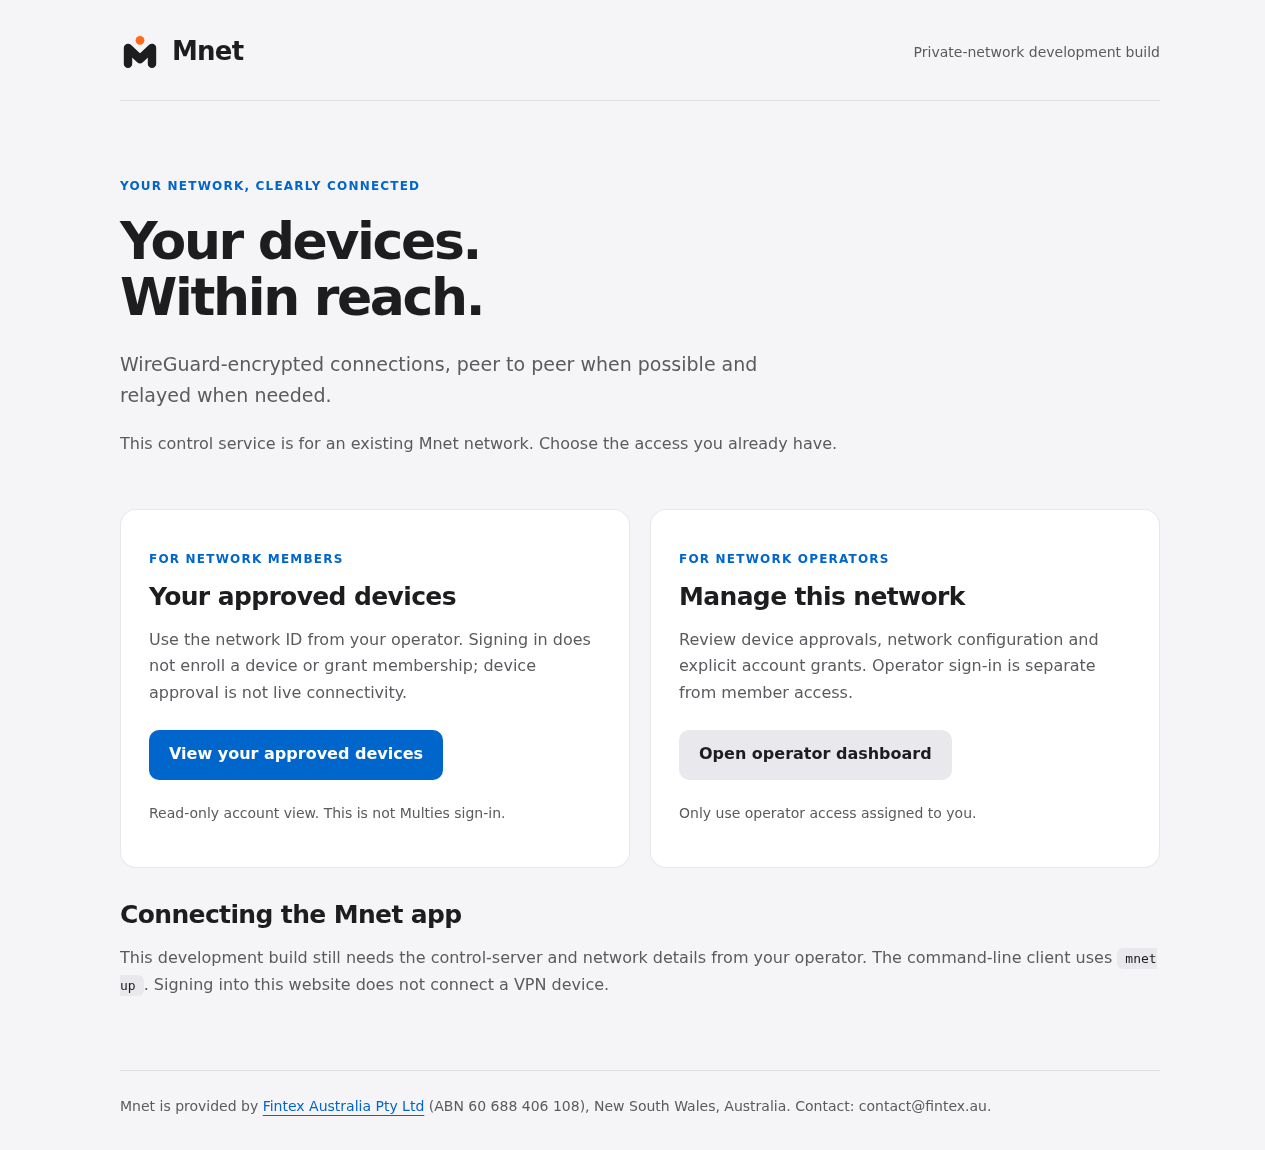 Mnet
Private-network development build
YOUR NETWORK, CLEARLY CONNECTED
Your devices.
Within reach.
WireGuard-encrypted connections, peer to peer when possible and
relayed when needed.
This control service is for an existing Mnet network. Choose the access you already have.
FOR NETWORK MEMBERS
Your approved devices
Use the network ID from your operator. Signing in does
not enroll a device or grant membership; device
approval is not live connectivity.
View your approved devices
Read-only account view. This is not Multies sign-in.
FOR NETWORK OPERATORS
Manage this network
Review device approvals, network configuration and
explicit account grants. Operator sign-in is separate
from member access.
Open operator dashboard
Only use operator access assigned to you.
Connecting the Mnet app
This development build still needs the control-server and network details from your operator. The command-line client uses mnet
up. Signing into this website does not connect a VPN device.
Mnet is provided by Fintex Australia Pty Ltd (ABN 60 688 406 108), New South Wales, Australia. Contact: contact@fintex.au.